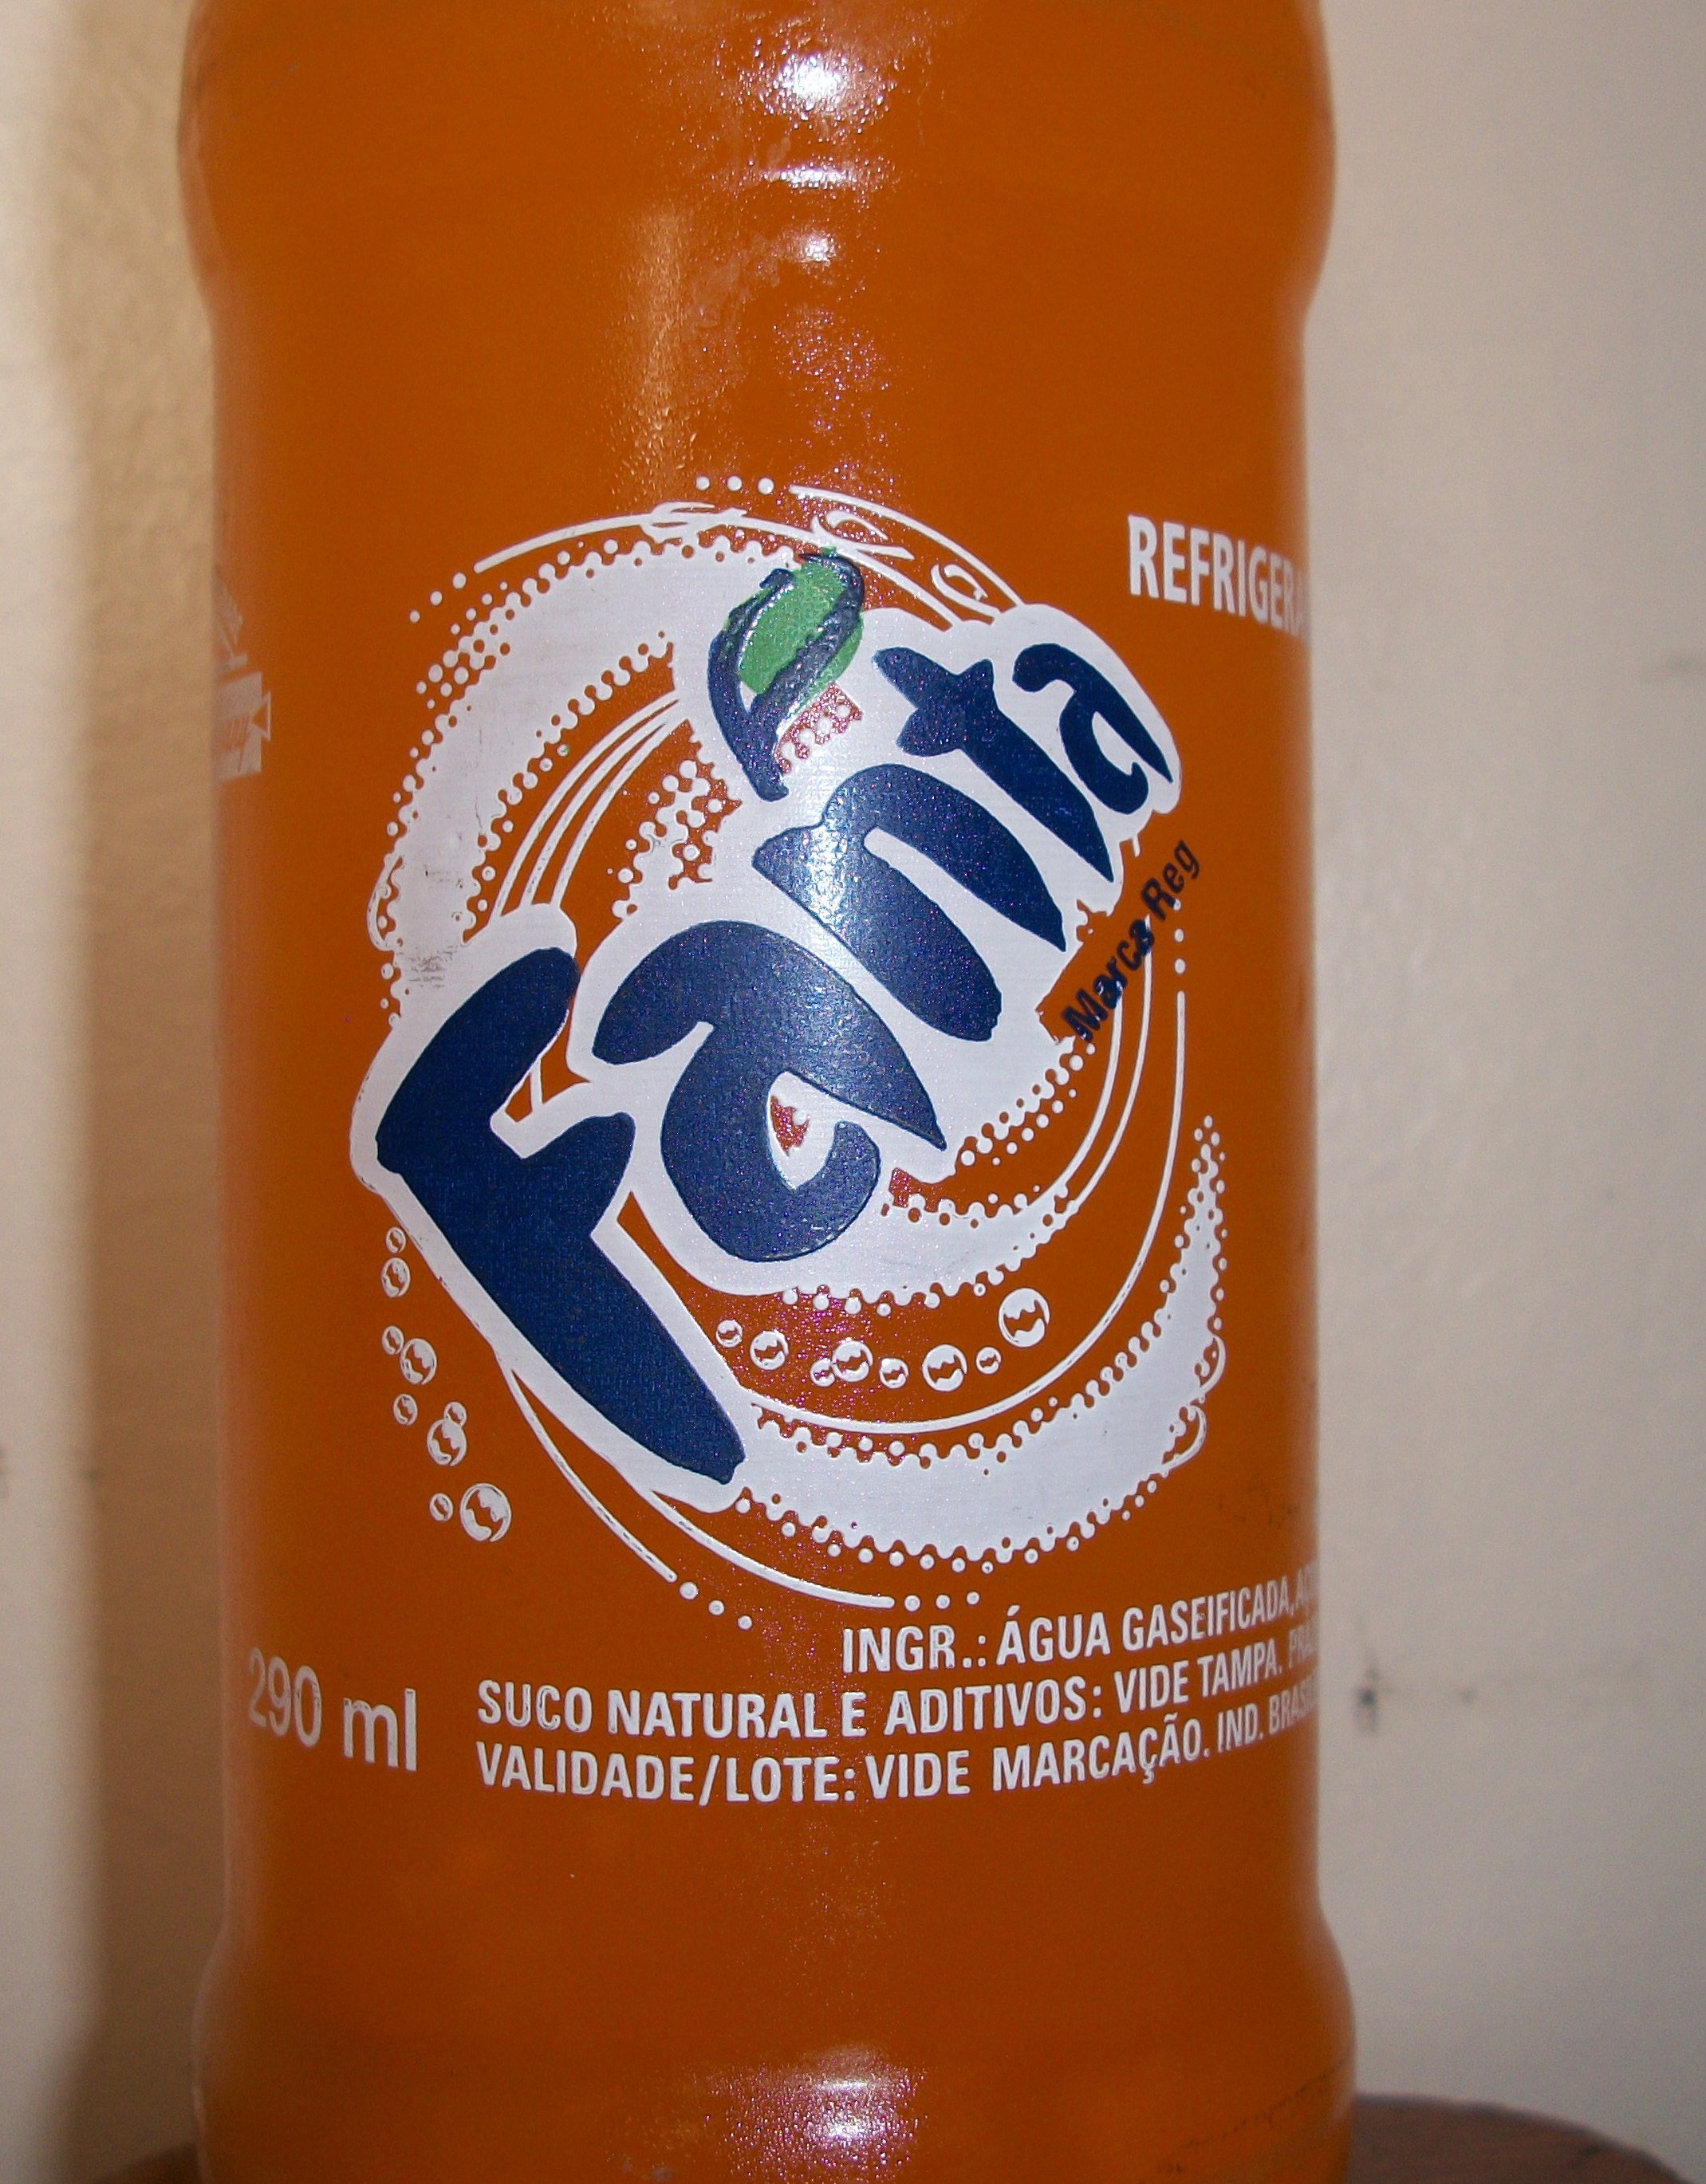 REFRIGERA
Fanta
Marca Reg
290 ml
INGR.: ÁGUA GASEIFICADA,
SUCO NATURAL E ADITIVOS: VIDE TAMPA.
VALIDADE/LOTE: VIDE MARCAÇÃO. IND. BRASIL